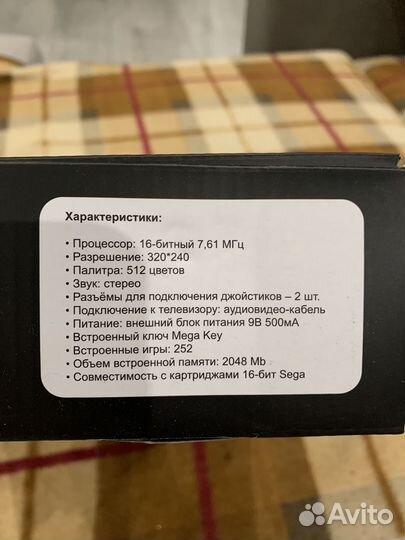 Характеристики:
• Процессор: 16-битный 7,61 МГц
• Разрешение: 320*240
• Палитра: 512 цветов
• Звук: стерео
• Разъёмы для подключения джойстиков – 2 шт.
• Подключение к телевизору: аудиовидео-кабель
• Питание: внешний блок питания 9В 500мА
• Встроенный ключ Mega Key
• Встроенные игры: 252
• Объем встроенной памяти: 2048 Mb
• Совместимость с картриджами 16-бит Sega
Avito